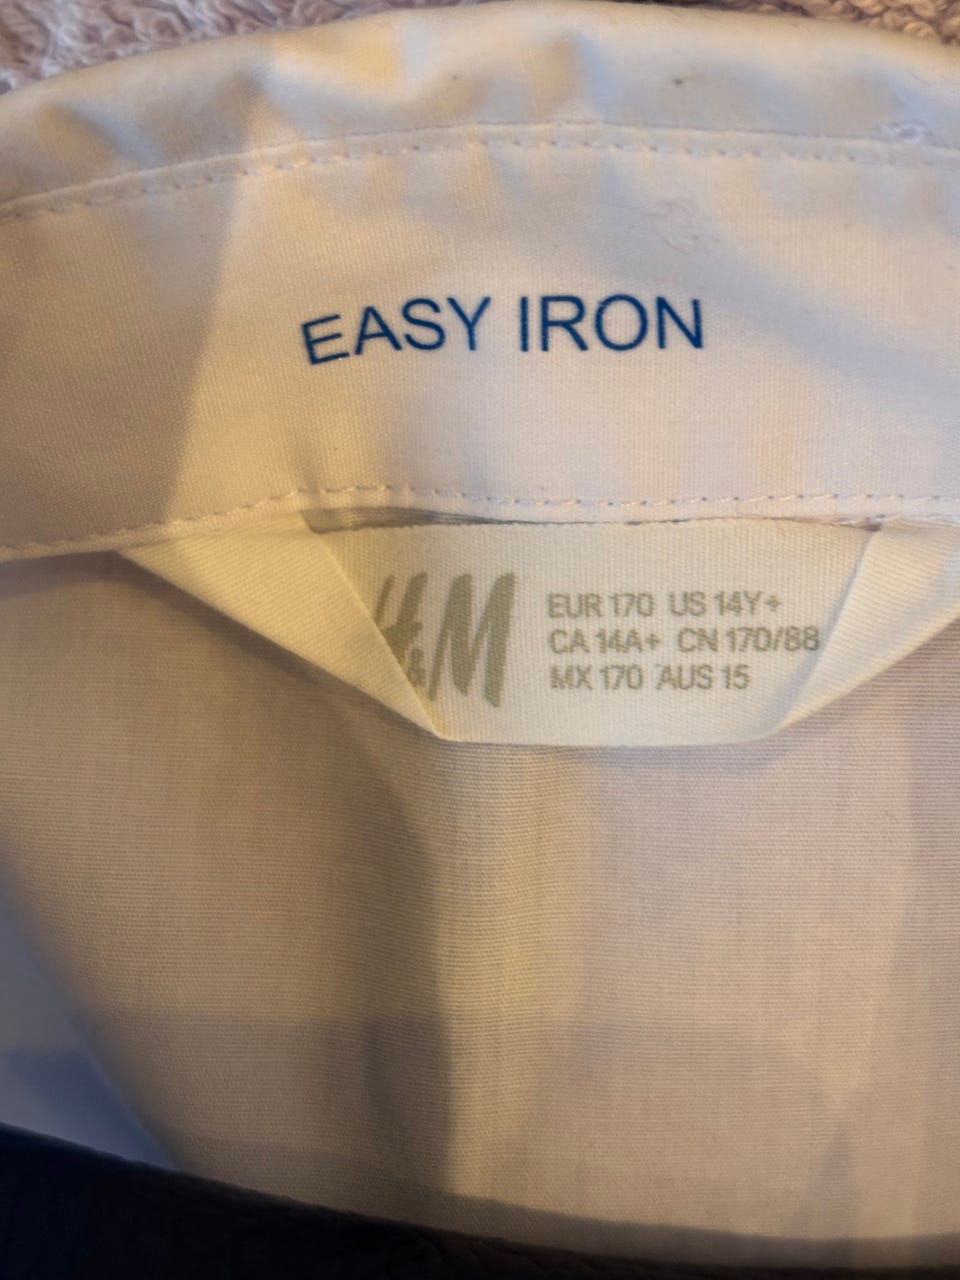 EASY IRON
H&M
EUR 170 US 14Y+
CA 14A+ CN 170/88
MX 170 AUS 15